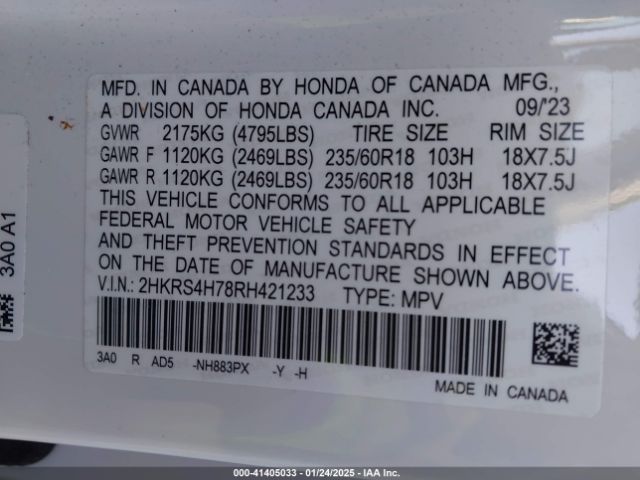 MFD. IN CANADA BY HONDA OF CANADA MFG.,
A DIVISION OF HONDA CANADA INC. 09/'23
GVWR 2175KG (4795LBS) TIRE SIZE RIM SIZE
GAWR F 1120KG (2469LBS) 235/60R18 103H 18X7.5J
GAWR R 1120KG (2469LBS) 235/60R18 103H 18X7.5J
THIS VEHICLE CONFORMS TO ALL APPLICABLE
FEDERAL MOTOR VEHICLE SAFETY
AND THEFT PREVENTION STANDARDS IN EFFECT
ON THE DATE OF MANUFACTURE SHOWN ABOVE.
V.I.N.: 2HKRS4H78RH421233 TYPE: MPV
3A0 R AD5 -NH883PX -Y -H
MADE IN CANADA
3A0 A1
000-41405033 - 01/24/2025 - IAA Inc.